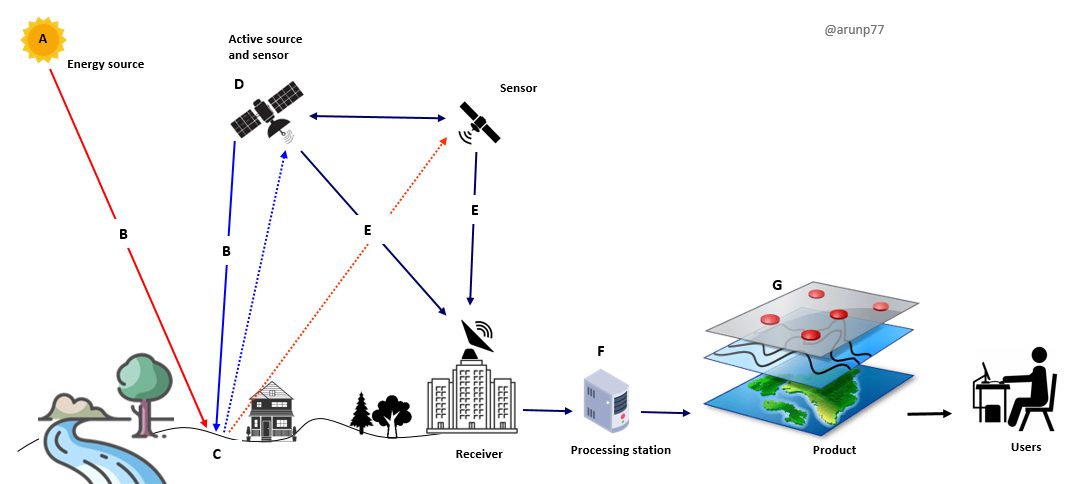 @arunp77
A
Energy source
Active source
and sensor
D
Sensor
B
B
E
E
C
Receiver
F
Processing station
G
Product
Users